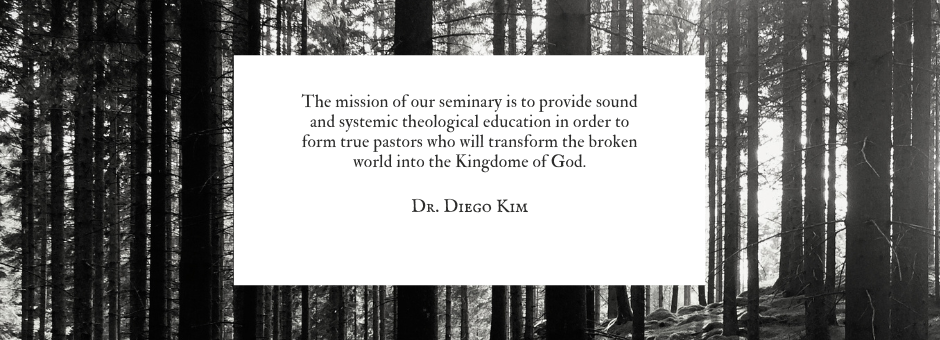 The mission of our seminary is to provide sound
and systemic theological education in order to
form true pastors who will transform the broken
world into the Kingdome of God.
Dr. Diego Kim